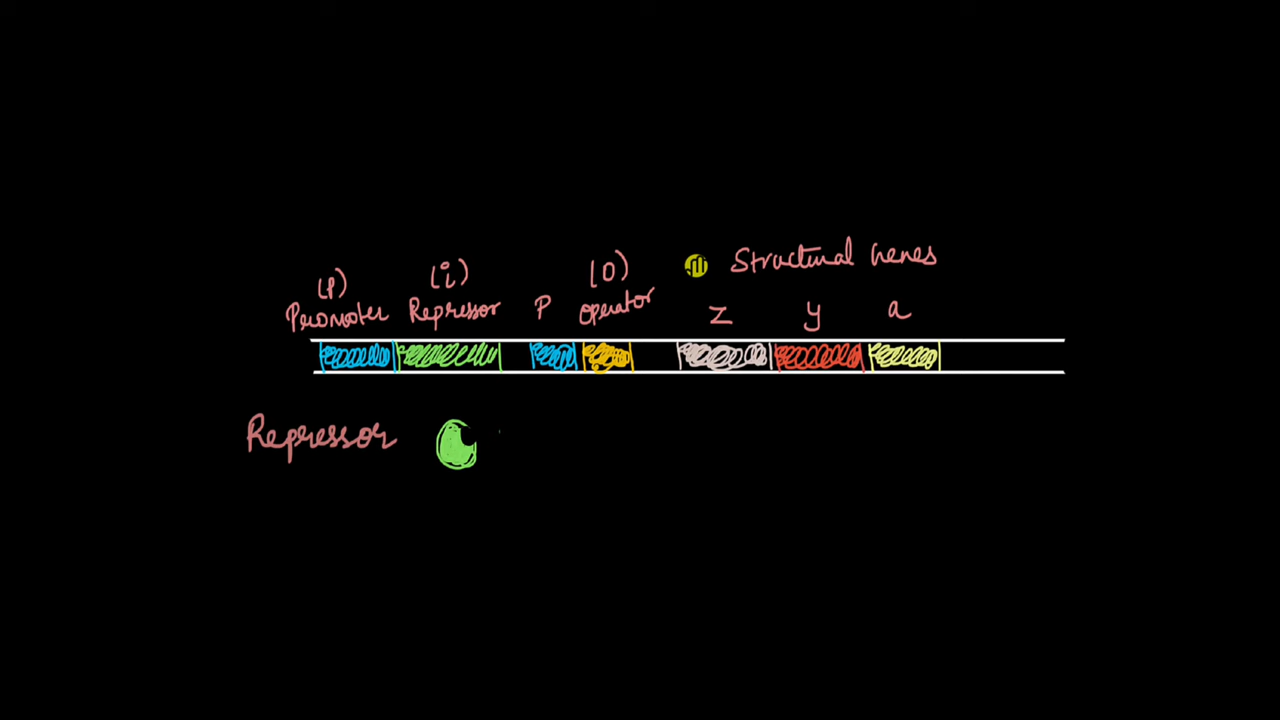 (P) (i) (O) Structural Genes
Promoter Repressor P operator z y a
Repressor